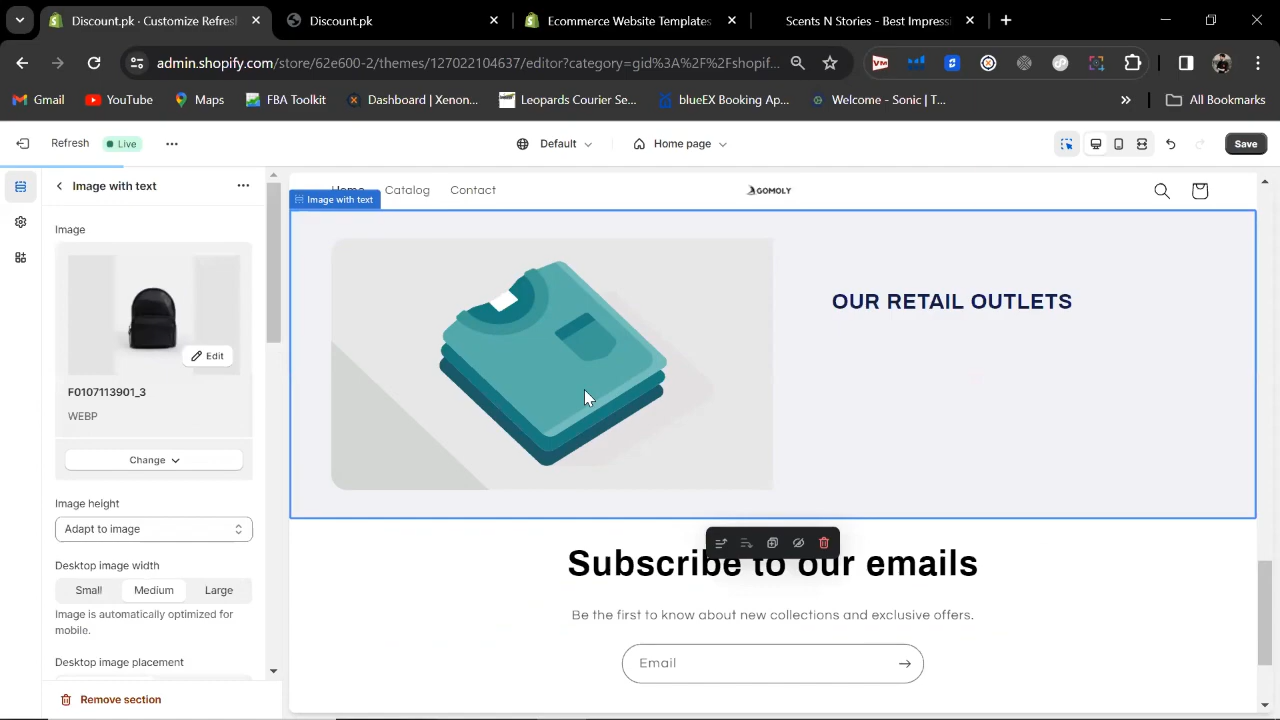 Discount.pk · Customize Refresh
Discount.pk
Ecommerce Website Templates
Scents N Stories - Best Impressi
admin.shopify.com/store/62e600-2/themes/127022104637/editor?category=gid%3A%2F%2Fshopif...
Gmail
YouTube
Maps
FBA Toolkit
Dashboard | Xenon...
Leopards Courier Se...
blueEX Booking Ap...
Welcome - Sonic | T...
»
All Bookmarks
Refresh
Live
Default
Home page
Save
Image with text
Home
Catalog
Contact
GOMOLY
Image with text
Image
Edit
F0107113901_3
WEBP
Change
Image height
Adapt to image
Desktop image width
Small
Medium
Large
Image is automatically optimized for
mobile.
Desktop image placement
Remove section
OUR RETAIL OUTLETS
Subscribe to our emails
Be the first to know about new collections and exclusive offers.
Email